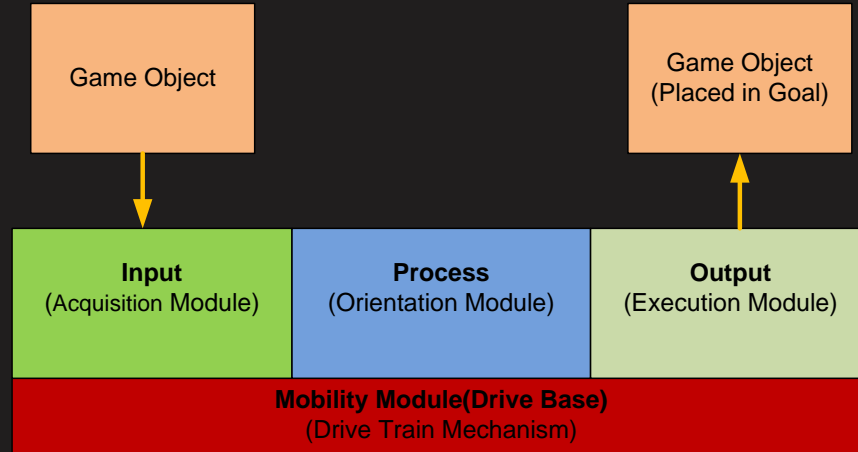 Game Object
Game Object
(Placed in Goal)
Input
(Acquisition Module)
Process
(Orientation Module)
Output
(Execution Module)
Mobility Module(Drive Base)
(Drive Train Mechanism)